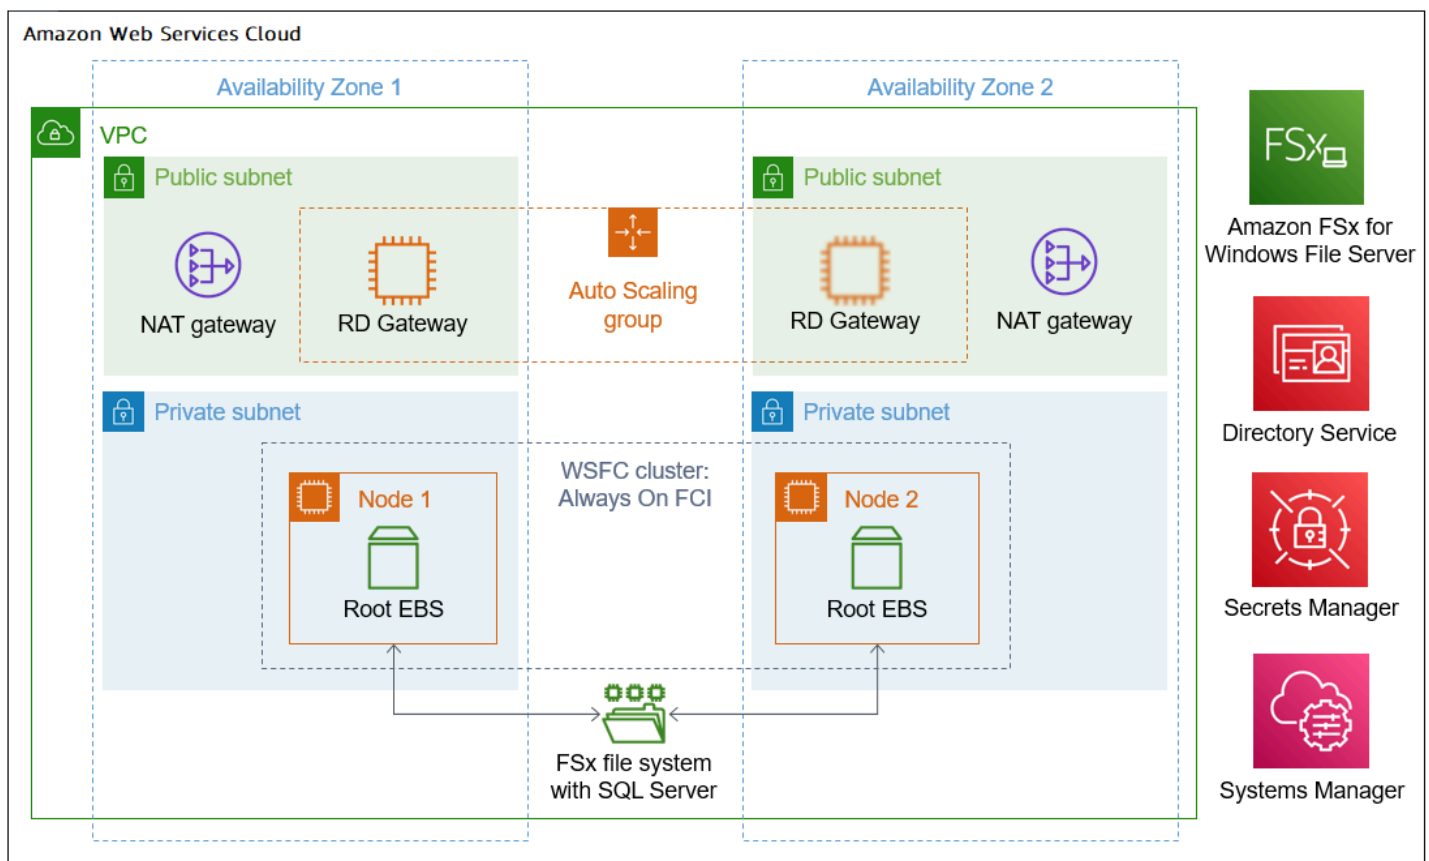 Amazon Web Services Cloud
Availability Zone 1
Availability Zone 2
VPC
Public subnet
Public subnet
NAT gateway
RD Gateway
Auto Scaling
group
RD Gateway
NAT gateway
Private subnet
Private subnet
WSFC cluster:
Always On FCI
Node 1
Root EBS
Node 2
Root EBS
FSx file system
with SQL Server
FSx
Amazon FSx for
Windows File Server
Directory Service
Secrets Manager
Systems Manager